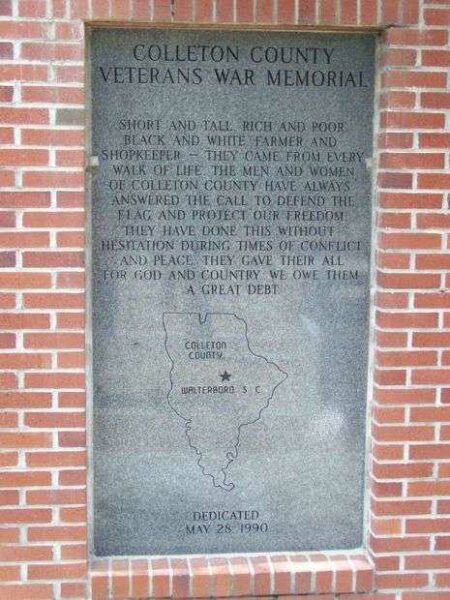 COLLETON COUNTY
VETERANS WAR MEMORIAL
SHORT AND TALL, RICH AND POOR,
BLACK AND WHITE, FARMER AND
SHOPKEEPER — THEY CAME FROM EVERY
WALK OF LIFE. THE MEN AND WOMEN
OF COLLETON COUNTY HAVE ALWAYS
ANSWERED THE CALL TO DEFEND THE
FLAG AND PROTECT OUR FREEDOM.
THEY HAVE DONE THIS WITHOUT
HESITATION DURING TIMES OF CONFLICT
AND PEACE. THEY GAVE THEIR ALL
FOR GOD AND COUNTRY. WE OWE THEM
A GREAT DEBT.
COLLETON
COUNTY
WALTERBORO, S C
DEDICATED
MAY 28, 1990